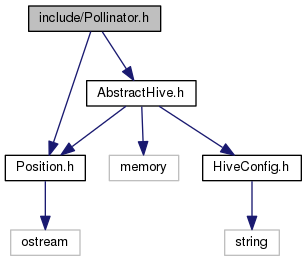 include/Pollinator.h
AbstractHive.h
Position.h
memory
HiveConfig.h
ostream
string